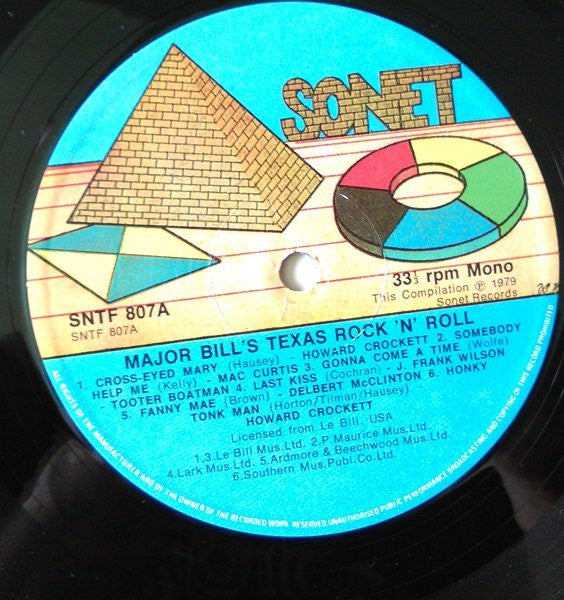 SONET
33⅓ rpm Mono
This Compilation ℗ 1979
Sonet Records
SNTF 807A
SNTF 807A
MAJOR BILL'S TEXAS ROCK 'N' ROLL
1. CROSS-EYED MARY (Hausey) - HOWARD CROCKETT 2. SOMEBODY
HELP ME (Kelly) - MAC CURTIS 3. GONNA COME A TIME (Wolfe)
- TOOTER BOATMAN 4. LAST KISS (Cochran) - J. FRANK WILSON
5. FANNY MAE (Brown) - DELBERT McCLINTON 6. HONKY
TONK MAN (Horton/Tilman/Hausey)
HOWARD CROCKETT
Licensed from Le Bill. USA
1.3.Le Bill Mus.Ltd. 2.P.Maurice Mus.Ltd.
4.Lark Mus.Ltd. 5.Ardmore & Beechwood Mus.Ltd.
6.Southern Mus.Publ.Co.Ltd.
ALL RIGHTS OF THE MANUFACTURER AND OF THE OWNER OF THE RECORDED WORK RESERVED. UNAUTHORISED PUBLIC PERFORMANCE BROADCASTING AND COPYING OF THIS RECORD PROHIBITED